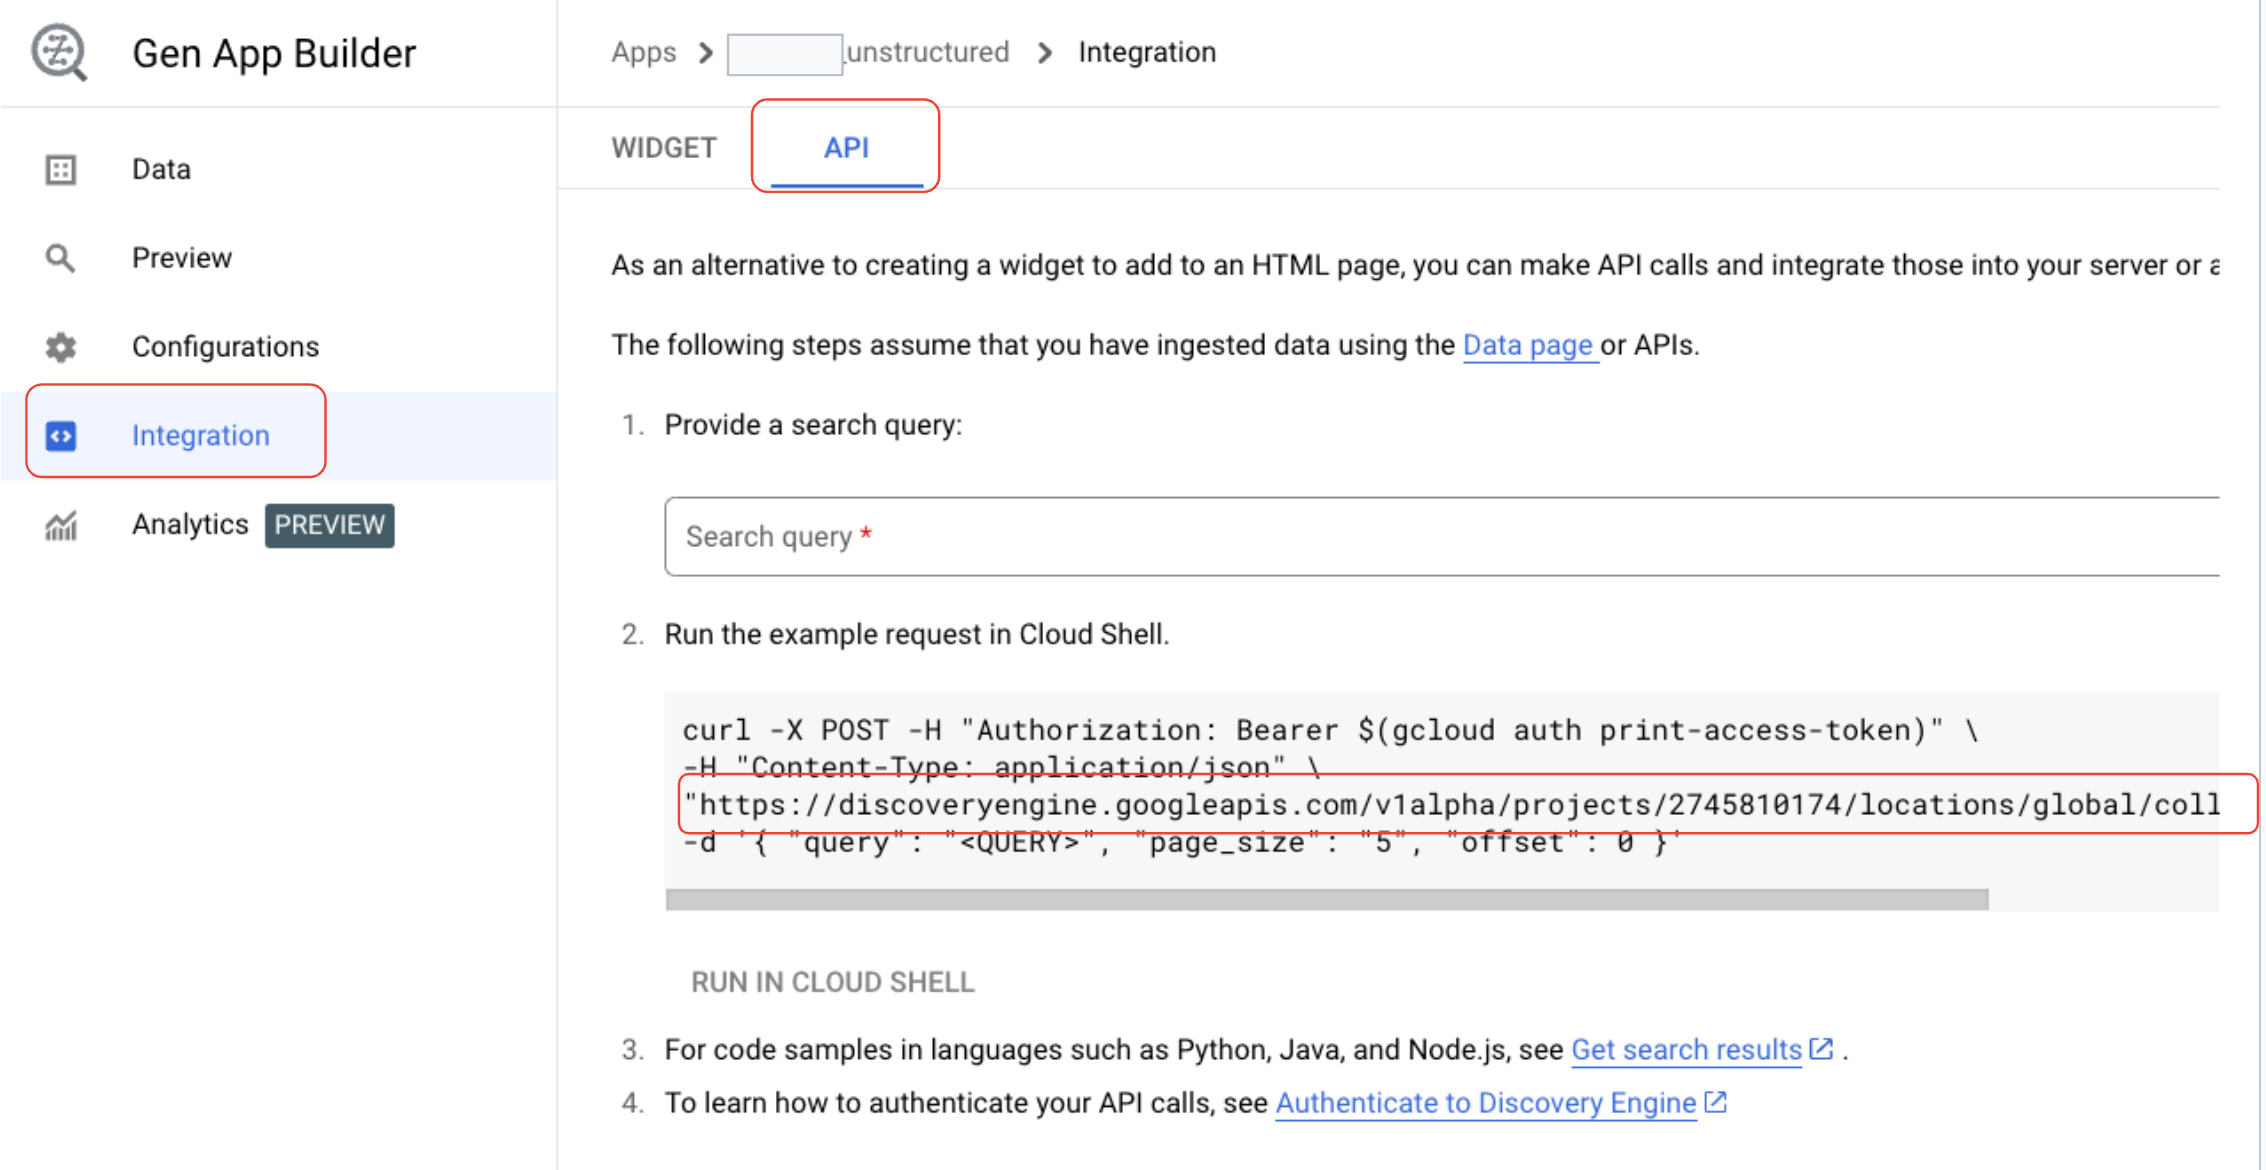 Gen App Builder
Apps > _unstructured > Integration
Data
Preview
Configurations
Integration
Analytics PREVIEW
WIDGET API
As an alternative to creating a widget to add to an HTML page, you can make API calls and integrate those into your server or
The following steps assume that you have ingested data using the Data page or APIs.
1. Provide a search query:
Search query *
2. Run the example request in Cloud Shell.
curl -X POST -H "Authorization: Bearer $(gcloud auth print-access-token)" \
-H "Content-Type: application/json" \
"https://discoveryengine.googleapis.com/v1alpha/projects/2745810174/locations/global/coll
-d '{ "query": "<QUERY>", "page_size": "5", "offset": 0 }'
RUN IN CLOUD SHELL
3. For code samples in languages such as Python, Java, and Node.js, see Get search results .
4. To learn how to authenticate your API calls, see Authenticate to Discovery Engine